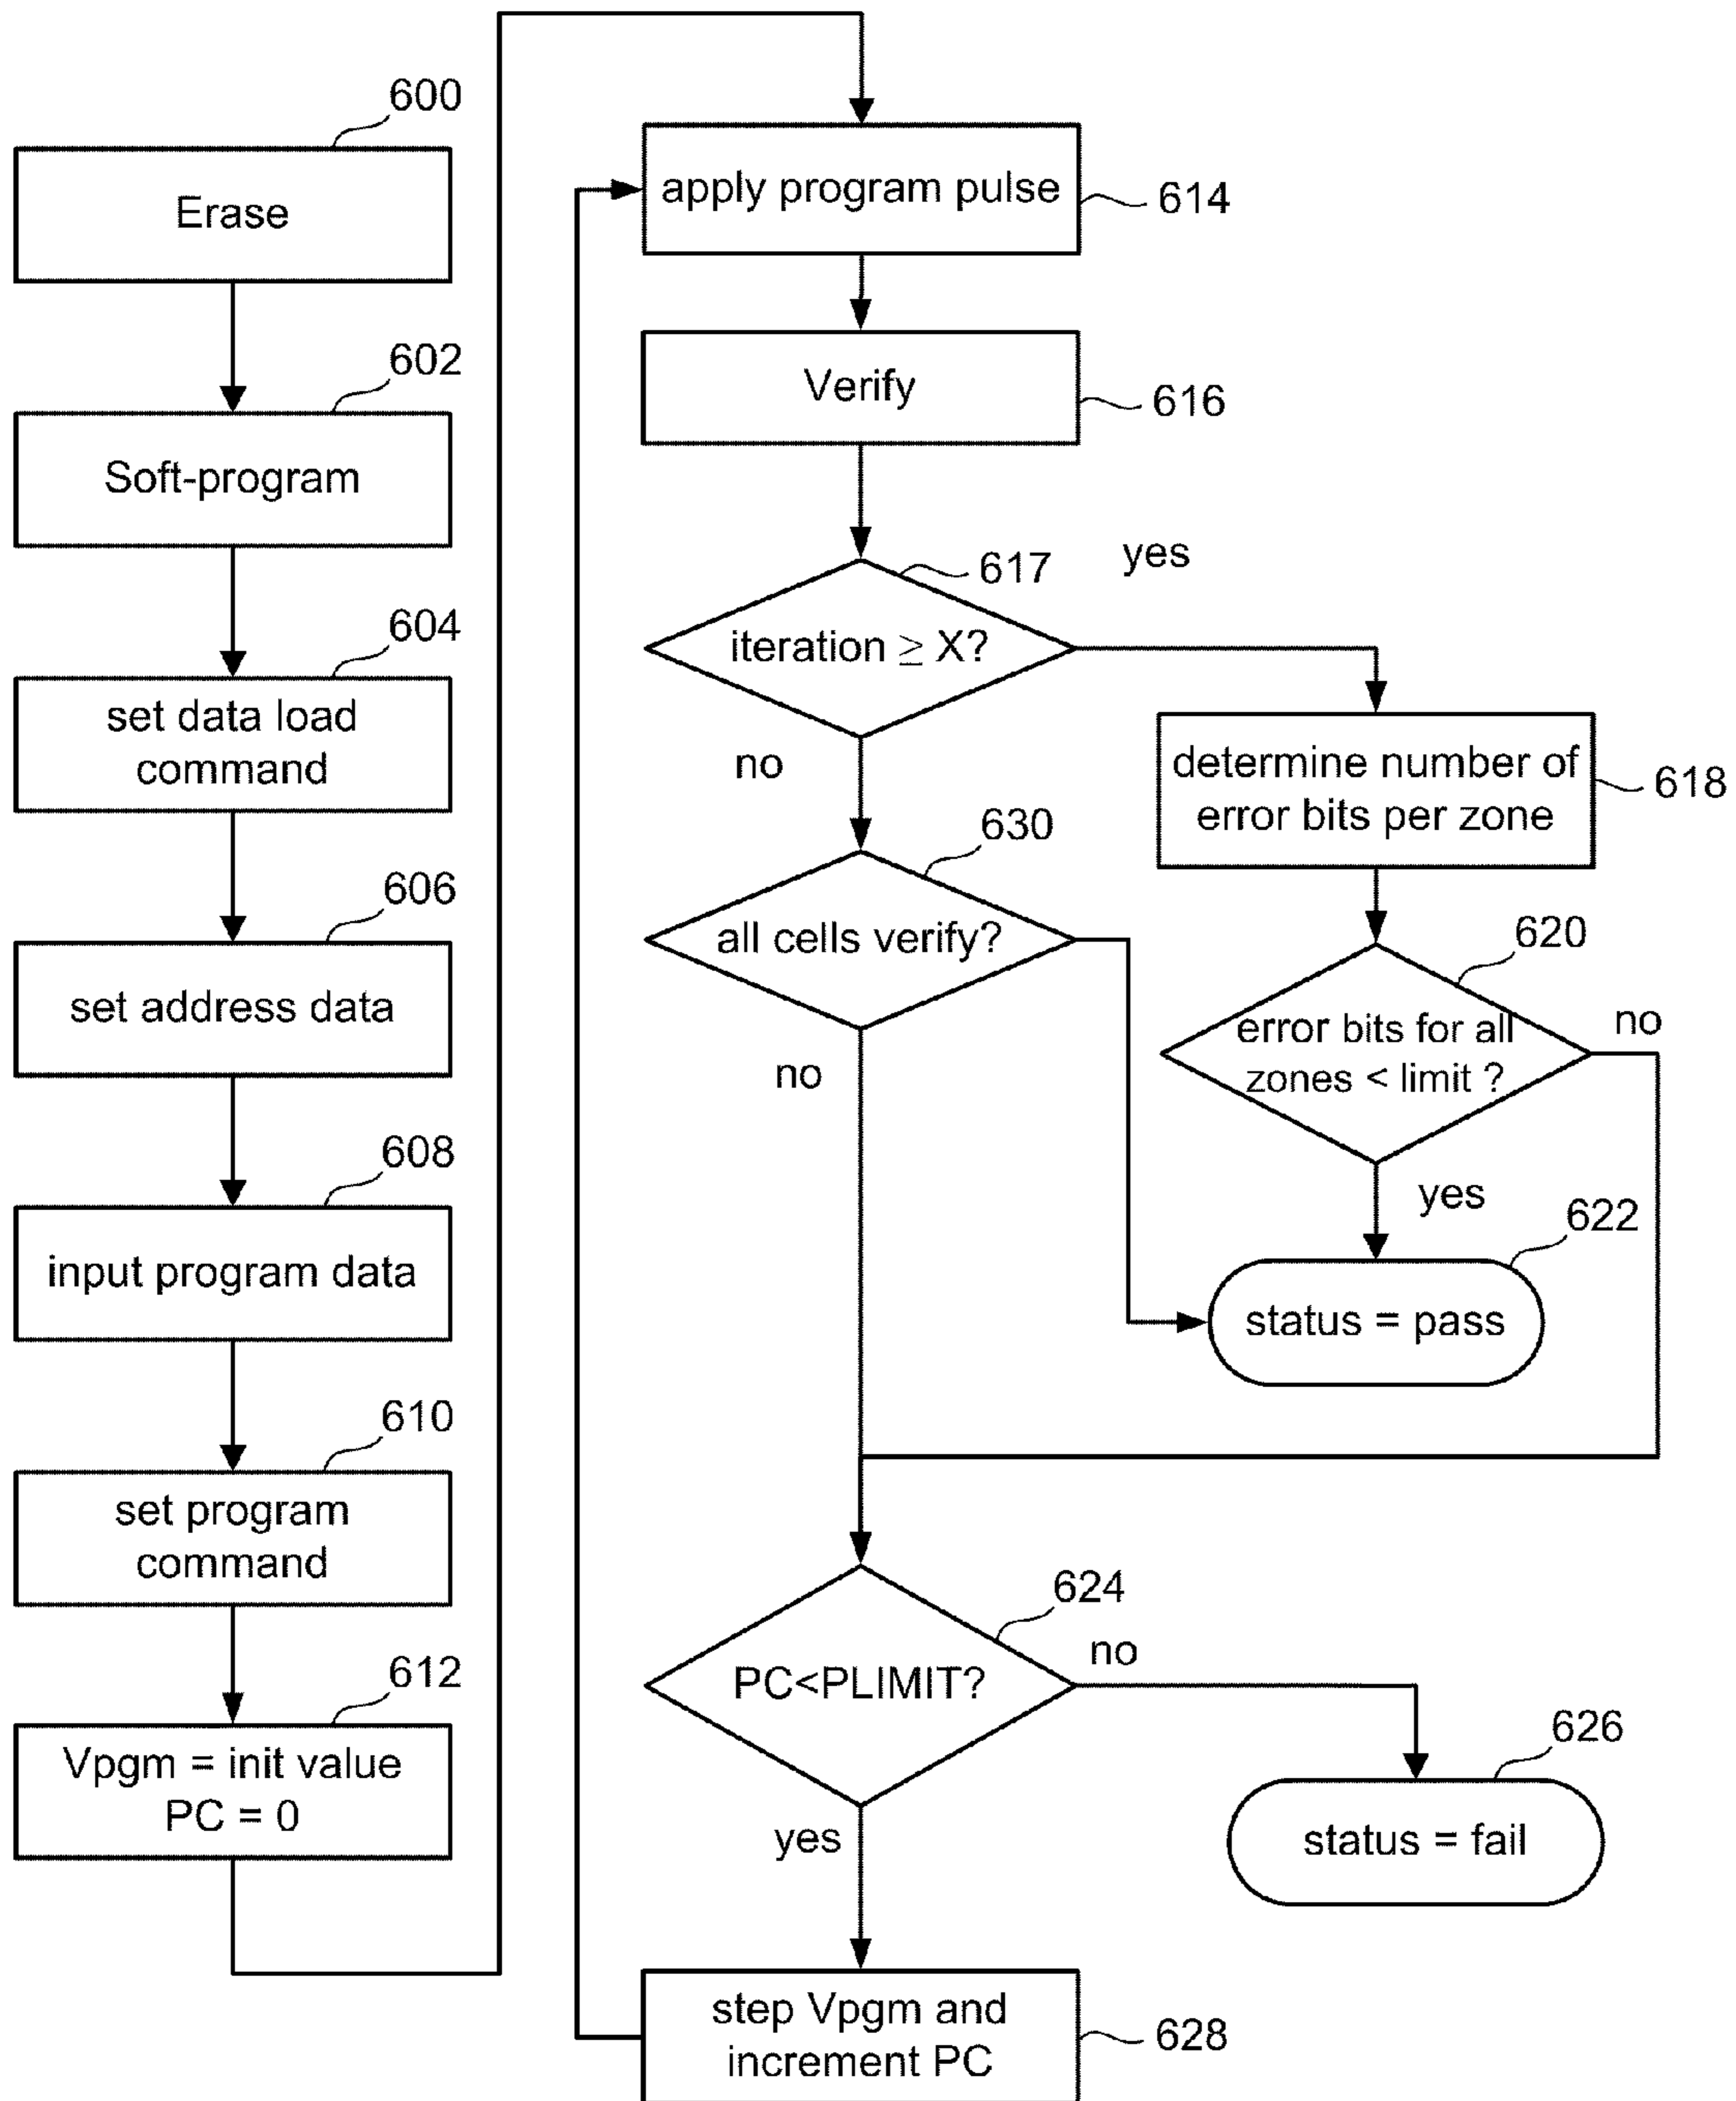 600
Erase
602
Soft-program
604
set data load
command
606
set address data
608
input program data
610
set program
command
612
Vpgm = init value
PC = 0
apply program pulse
614
Verify
616
617
yes
iteration ≥ X?
no
determine number of
error bits per zone
618
630
all cells verify?
no
620
error bits for all
zones < limit ?
no
yes
622
status = pass
624
PC<PLIMIT?
no
yes
626
status = fail
step Vpgm and
increment PC
628